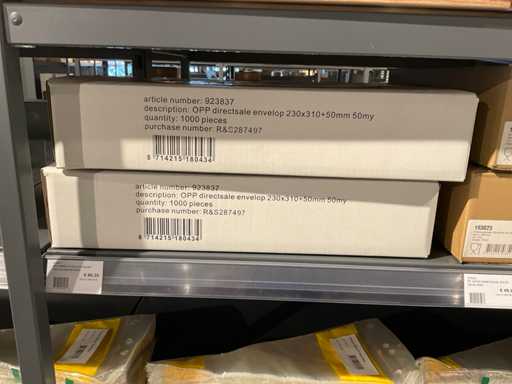 article number: 923837
description: OPP directsale envelop 230x310+50mm 50my
quantity: 1000 pieces
purchase number: R&S287497
8 714215 180434
article number: 923837
description: OPP directsale envelop 230x310+50mm 50my
quantity: 1000 pieces
purchase number: R&S287497
8 714215 180434